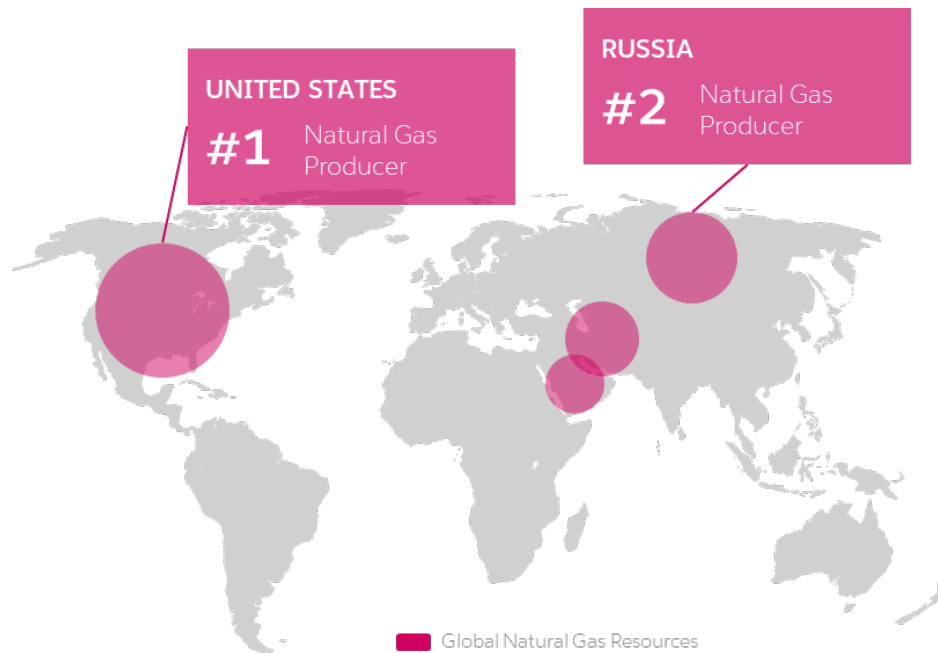 UNITED STATES
#1
Natural Gas
Producer
RUSSIA
#2
Natural Gas
Producer
Global Natural Gas Resources